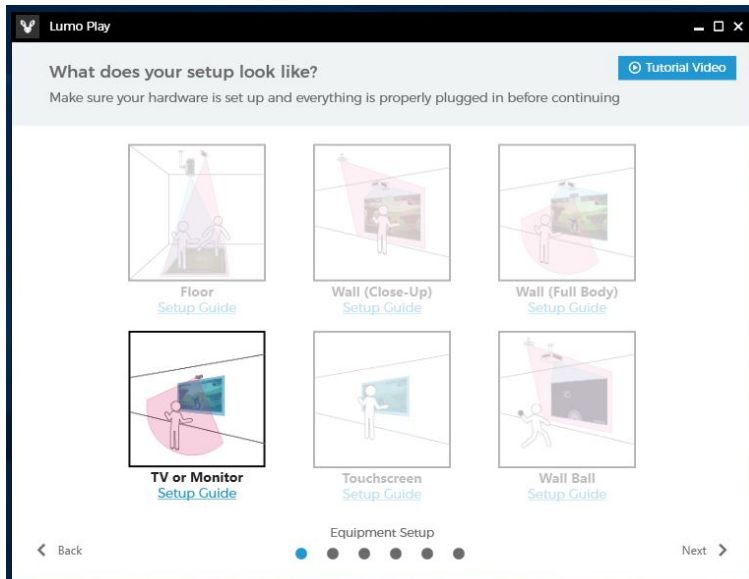 Lumo Play
What does your setup look like?
Tutorial Video
Make sure your hardware is set up and everything is properly plugged in before continuing
Floor
Setup Guide
Wall (Close-Up)
Setup Guide
Wall (Full Body)
Setup Guide
TV or Monitor
Setup Guide
Touchscreen
Setup Guide
Wall Ball
Setup Guide
Back
Equipment Setup
Next